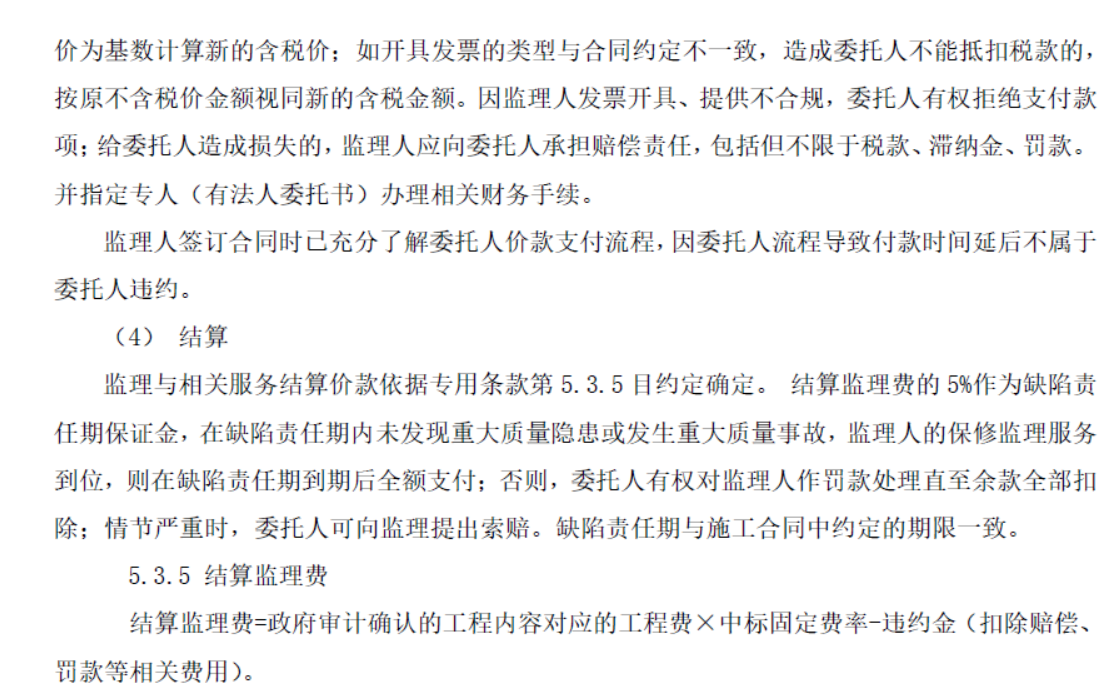 价为基数计算新的含税价；如开具发票的类型与合同约定不一致，造成委托人不能抵扣税款的，
按原不含税价金额视同新的含税金额。因监理人发票开具、提供不合规，委托人有权拒绝支付款
项；给委托人造成损失的，监理人应向委托人承担赔偿责任，包括但不限于税款、滞纳金、罚款。
并指定专人（有法人委托书）办理相关财务手续。
监理人签订合同时已充分了解委托人价款支付流程，因委托人流程导致付款时间延后不属于
委托人违约。
（4） 结算
监理与相关服务结算价款依据专用条款第 5.3.5 目约定确定。 结算监理费的 5%作为缺陷责
任期保证金，在缺陷责任期内未发现重大质量隐患或发生重大质量事故，监理人的保修监理服务
到位，则在缺陷责任期到期后全额支付；否则，委托人有权对监理人作罚款处理直至余款全部扣
除；情节严重时，委托人可向监理提出索赔。缺陷责任期与施工合同中约定的期限一致。
5.3.5 结算监理费
结算监理费=政府审计确认的工程内容对应的工程费×中标固定费率-违约金（扣除赔偿、
罚款等相关费用）。